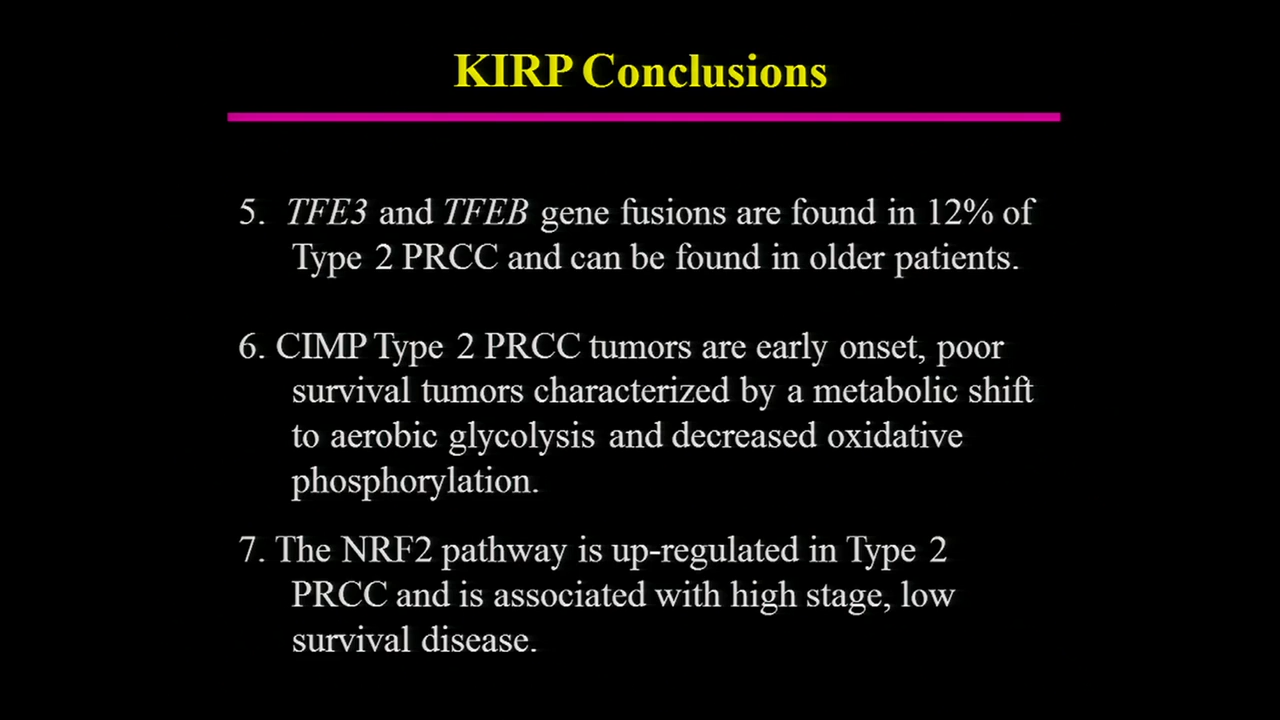 KIRP Conclusions
5. TFE3 and TFEB gene fusions are found in 12% of
Type 2 PRCC and can be found in older patients.
6. CIMP Type 2 PRCC tumors are early onset, poor
survival tumors characterized by a metabolic shift
to aerobic glycolysis and decreased oxidative
phosphorylation.
7. The NRF2 pathway is up-regulated in Type 2
PRCC and is associated with high stage, low
survival disease.